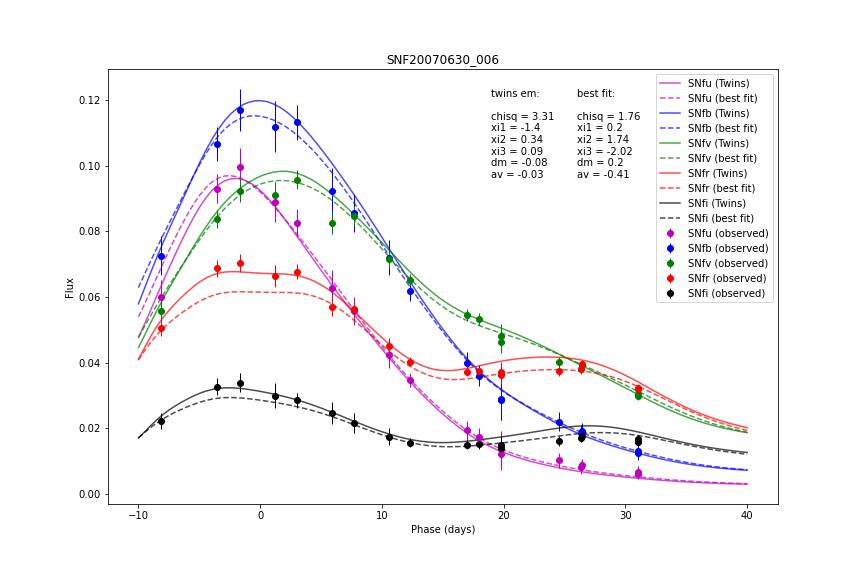 SNF20070630_006
twins em: best fit:
chisq = 3.31 chisq = 1.76
xi1 = -1.4 xi1 = 0.2
xi2 = 0.34 xi2 = 1.74
xi3 = 0.09 xi3 = -2.02
dm = -0.08 dm = 0.2
av = -0.03 av = -0.41
SNfu (Twins)
SNfu (best fit)
SNfb (Twins)
SNfb (best fit)
SNfv (Twins)
SNfv (best fit)
SNfr (Twins)
SNfr (best fit)
SNfi (Twins)
SNfi (best fit)
SNfu (observed)
SNfb (observed)
SNfv (observed)
SNfr (observed)
SNfi (observed)
Flux
0.12
0.10
0.08
0.06
0.04
0.02
0.00
−10 0 10 20 30 40
Phase (days)